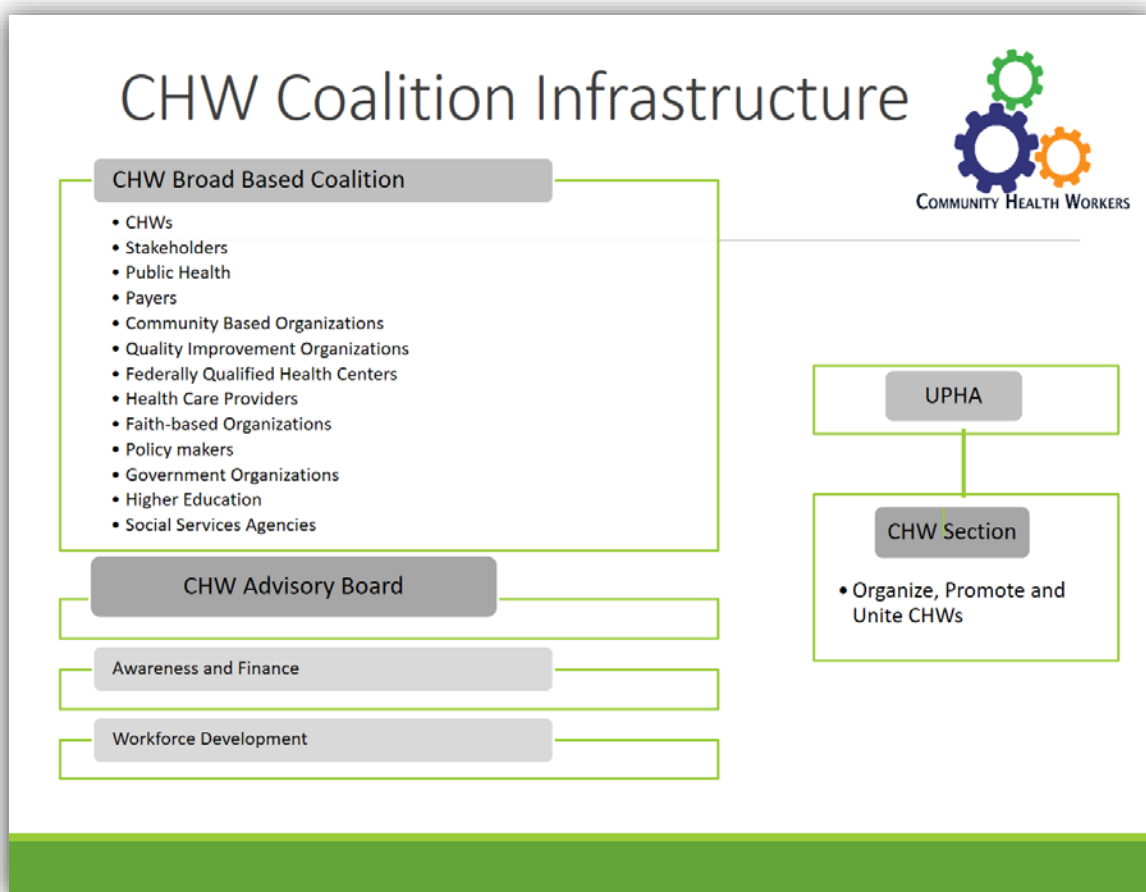 CHW Coalition Infrastructure
COMMUNITY HEALTH WORKERS
CHW Broad Based Coalition
• CHWs
• Stakeholders
• Public Health
• Payers
• Community Based Organizations
• Quality Improvement Organizations
• Federally Qualified Health Centers
• Health Care Providers
• Faith-based Organizations
• Policy makers
• Government Organizations
• Higher Education
• Social Services Agencies
CHW Advisory Board
Awareness and Finance
Workforce Development
UPHA
CHW Section
• Organize, Promote and
Unite CHWs